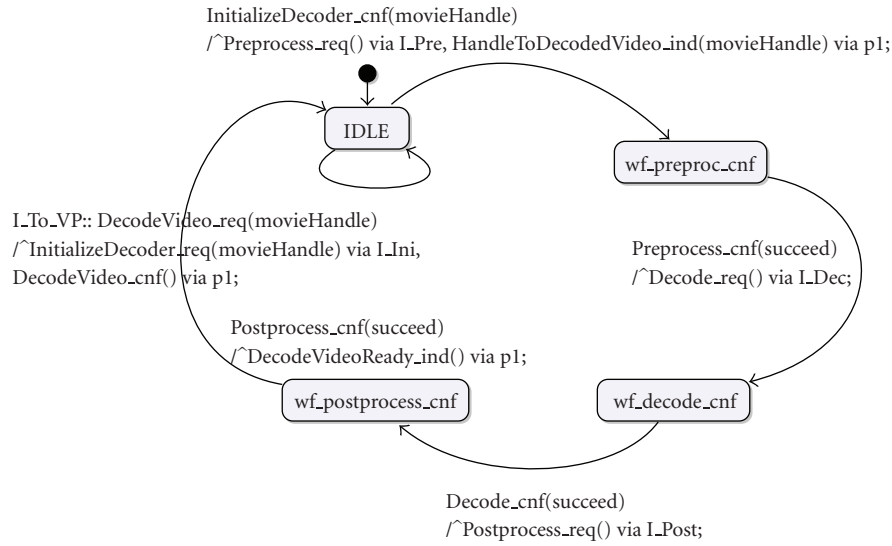 InitializeDecoder_cnf(movieHandle)
/^Preprocess_req() via I_Pre, HandleToDecodedVideo_ind(movieHandle) via p1;
IDLE
wf_preproc_cnf
I_To_VP:: DecodeVideo_req(movieHandle)
/^InitializeDecoder_req(movieHandle) via I_Ini,
DecodeVideo_cnf() via p1;
Preprocess_cnf(succeed)
/^Decode_req() via I_Dec;
Postprocess_cnf(succeed)
/^DecodeVideoReady_ind() via p1;
wf_postprocess_cnf
wf_decode_cnf
Decode_cnf(succeed)
/^Postprocess_req() via I_Post;